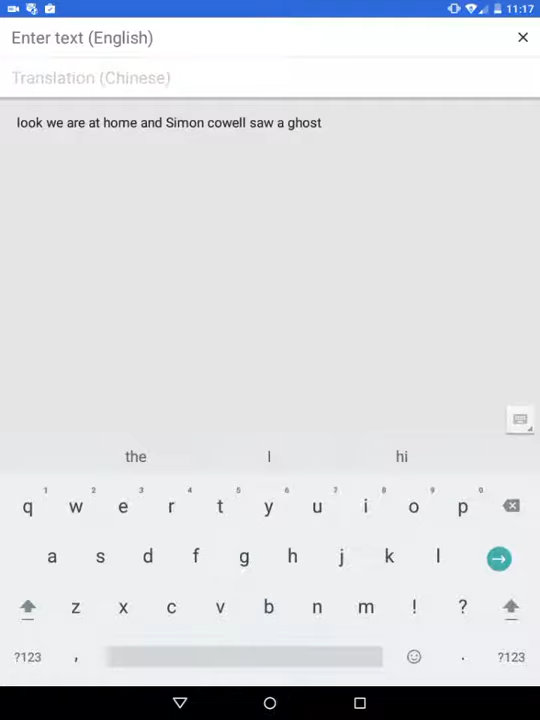 11:17
Enter text (English)
Translation (Chinese)
look we are at home and Simon cowell saw a ghost
the I hi
1 2 3 4 5 6 7 8 9 0
q w e r t y u i o p
a s d f g h j k l
z x c v b n m ! ?
?123 , . ?123